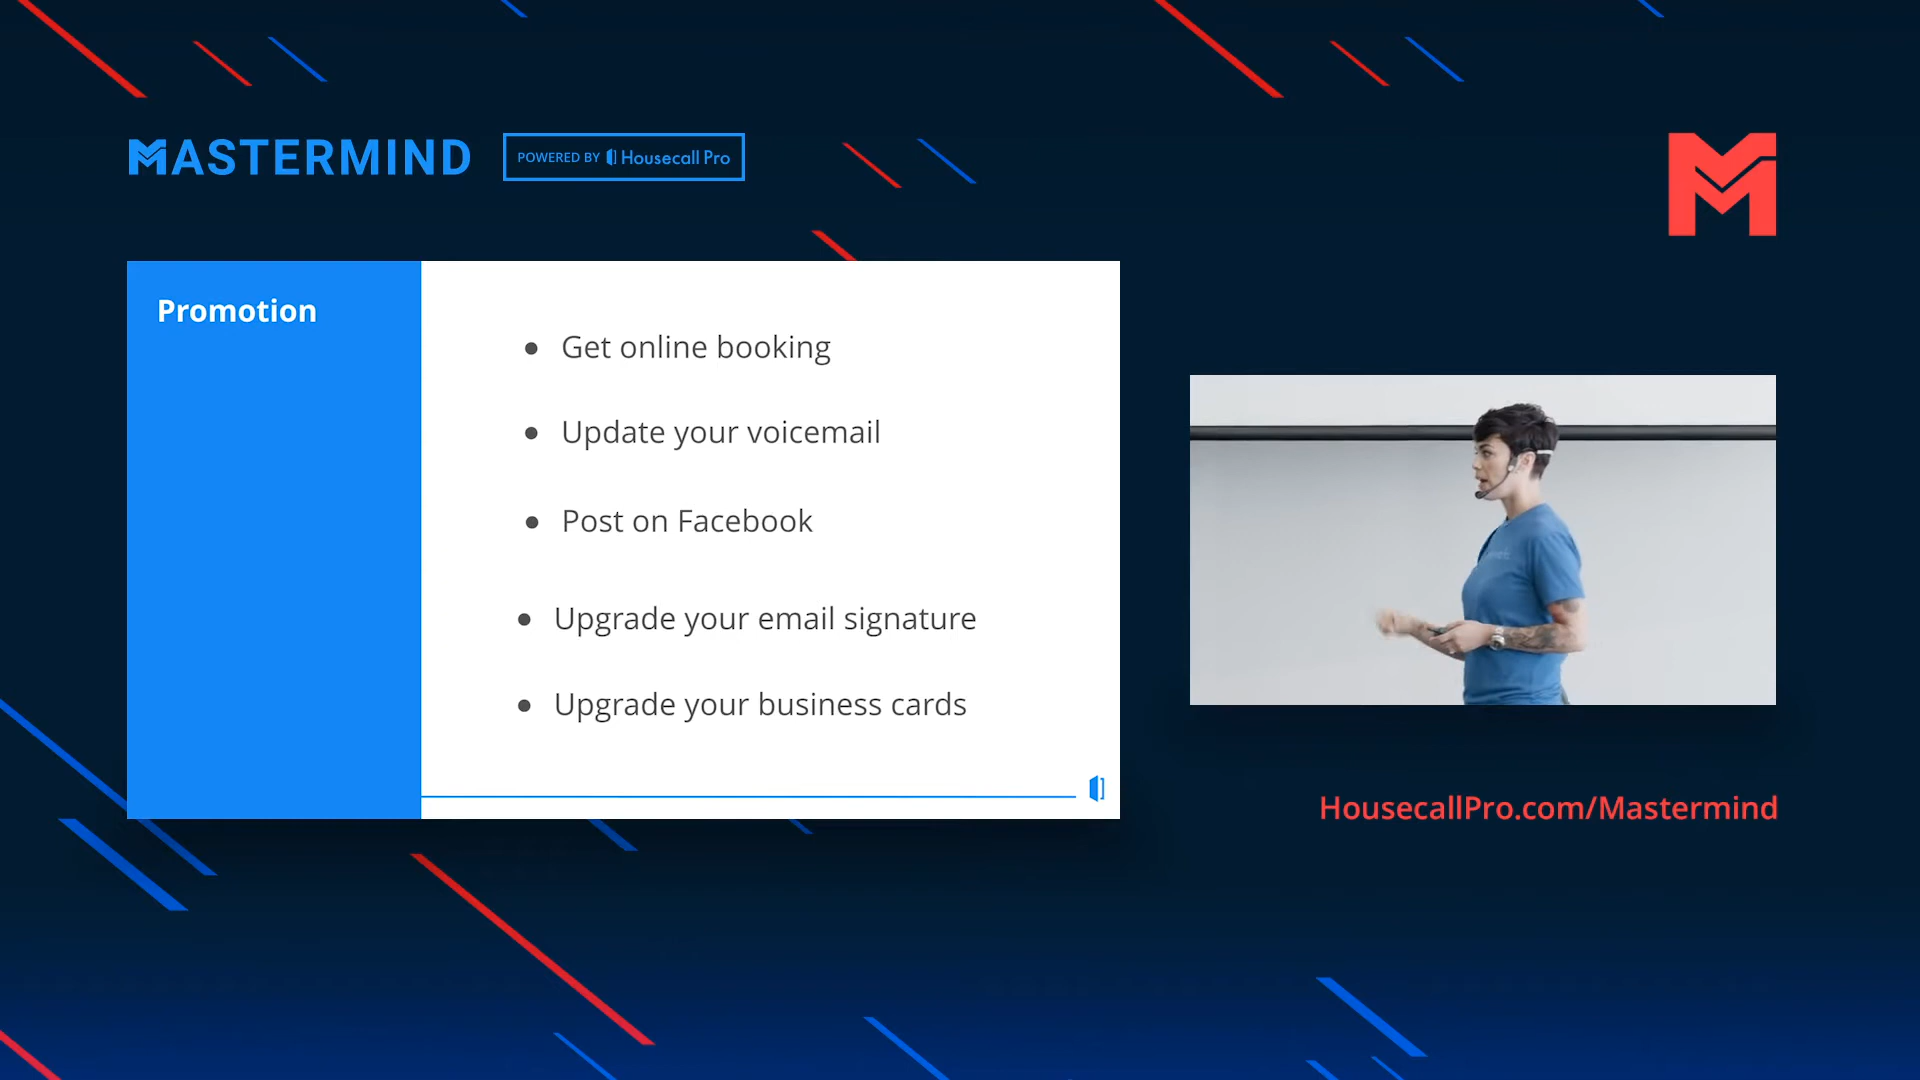 MASTERMIND
POWERED BY Housecall Pro
Promotion
• Get online booking
• Update your voicemail
• Post on Facebook
• Upgrade your email signature
• Upgrade your business cards
HousecallPro.com/Mastermind